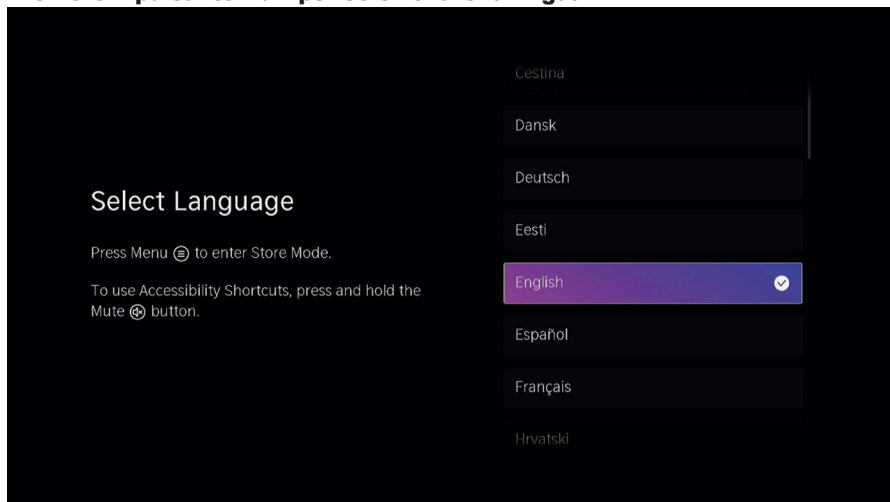 Select Language
Press Menu to enter Store Mode.
To use Accessibility Shortcuts, press and hold the
Mute button.
Čeština
Dansk
Deutsch
Eesti
English
Español
Français
Hrvatski